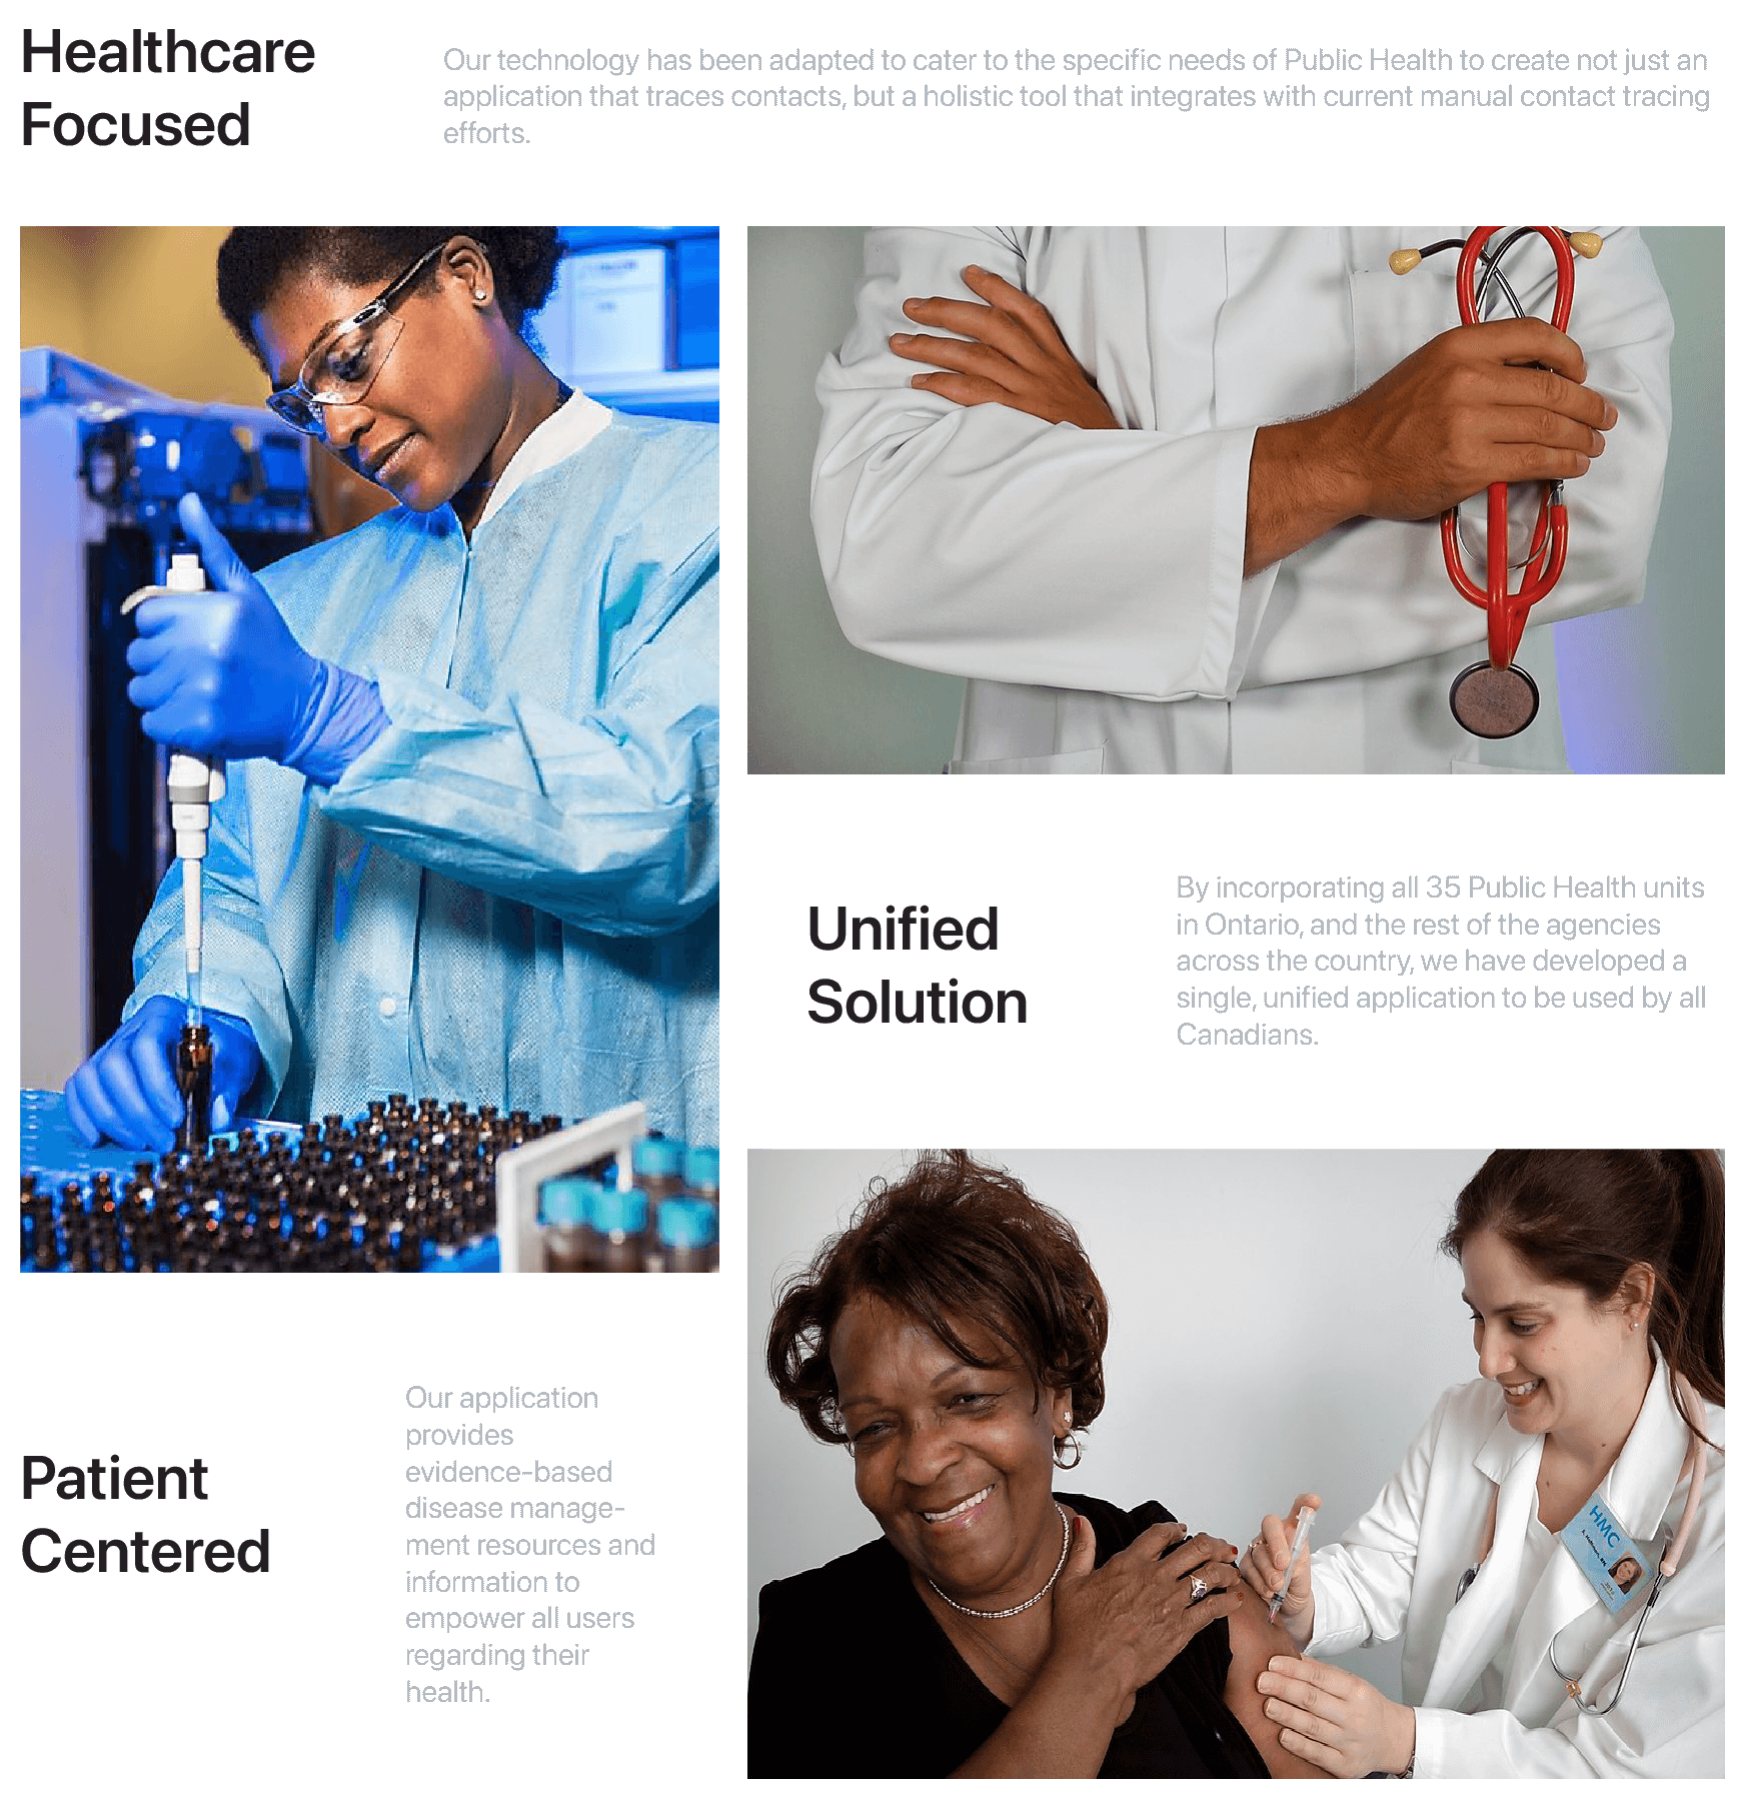 Healthcare
Focused
Our technology has been adapted to cater to the specific needs of Public Health to create not just an
application that traces contacts, but a holistic tool that integrates with current manual contact tracing
efforts.
Unified
Solution
By incorporating all 35 Public Health units
in Ontario, and the rest of the agencies
across the country, we have developed a
single, unified application to be used by all
Canadians.
Patient
Centered
Our application
provides
evidence-based
disease manage-
ment resources and
information to
empower all users
regarding their
health.
HMC